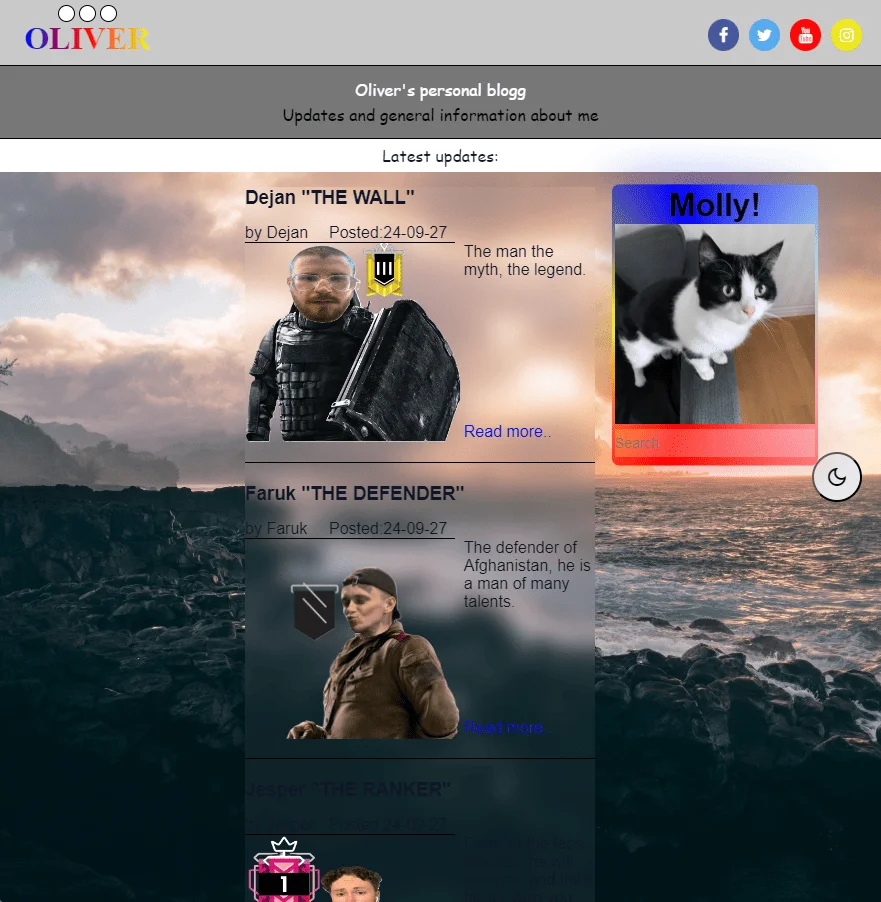 OLIVER
Oliver's personal blogg
Updates and general information about me
Latest updates:
Dejan "THE WALL"
by Dejan Posted:24-09-27
The man the
myth, the legend.
III
Read more..
Molly!
Search..
Faruk "THE DEFENDER"
by Faruk Posted:24-09-27
The defender of
Afghanistan, he is
a man of many
talents.
Read more..
Jesper "THE RANKER"
Posted:24-09-27
1